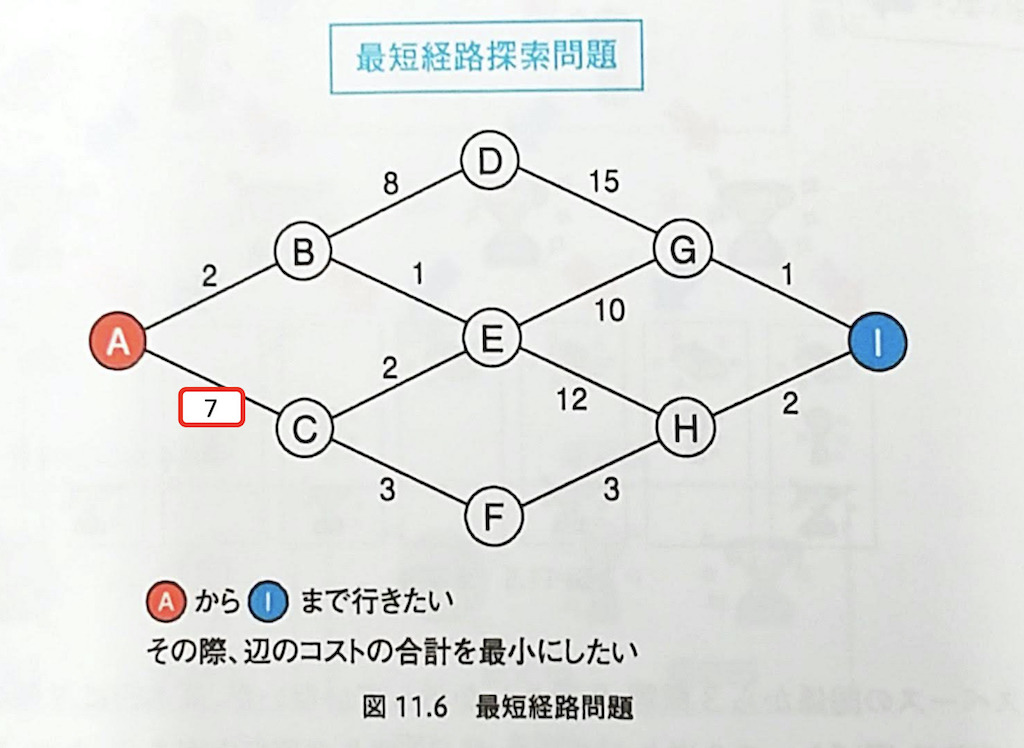 最短経路探索問題
D
8
15
B
G
2
1
1
10
A
E
I
7
2
12
2
C
H
3
3
F
A から I まで行きたい
その際、辺のコストの合計を最小にしたい
図 11.6 最短経路問題